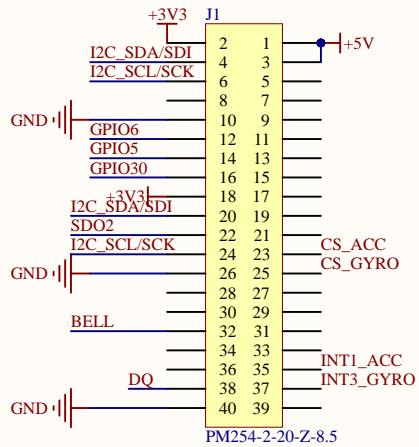 J1
+3V3
2 1 +5V
I2C_SDA/SDI 4 3
I2C_SCL/SCK 6 5
8 7
GND 10 9
GPIO6 12 11
GPIO5 14 13
GPIO30 16 15
+3V3 18 17
I2C_SDA/SDI 20 19
SDO2 22 21
I2C_SCL/SCK 24 23 CS_ACC
GND 26 25 CS_GYRO
28 27
30 29
BELL 32 31
34 33
36 35 INT1_ACC
DQ 38 37 INT3_GYRO
GND 40 39
PM254-2-20-Z-8.5